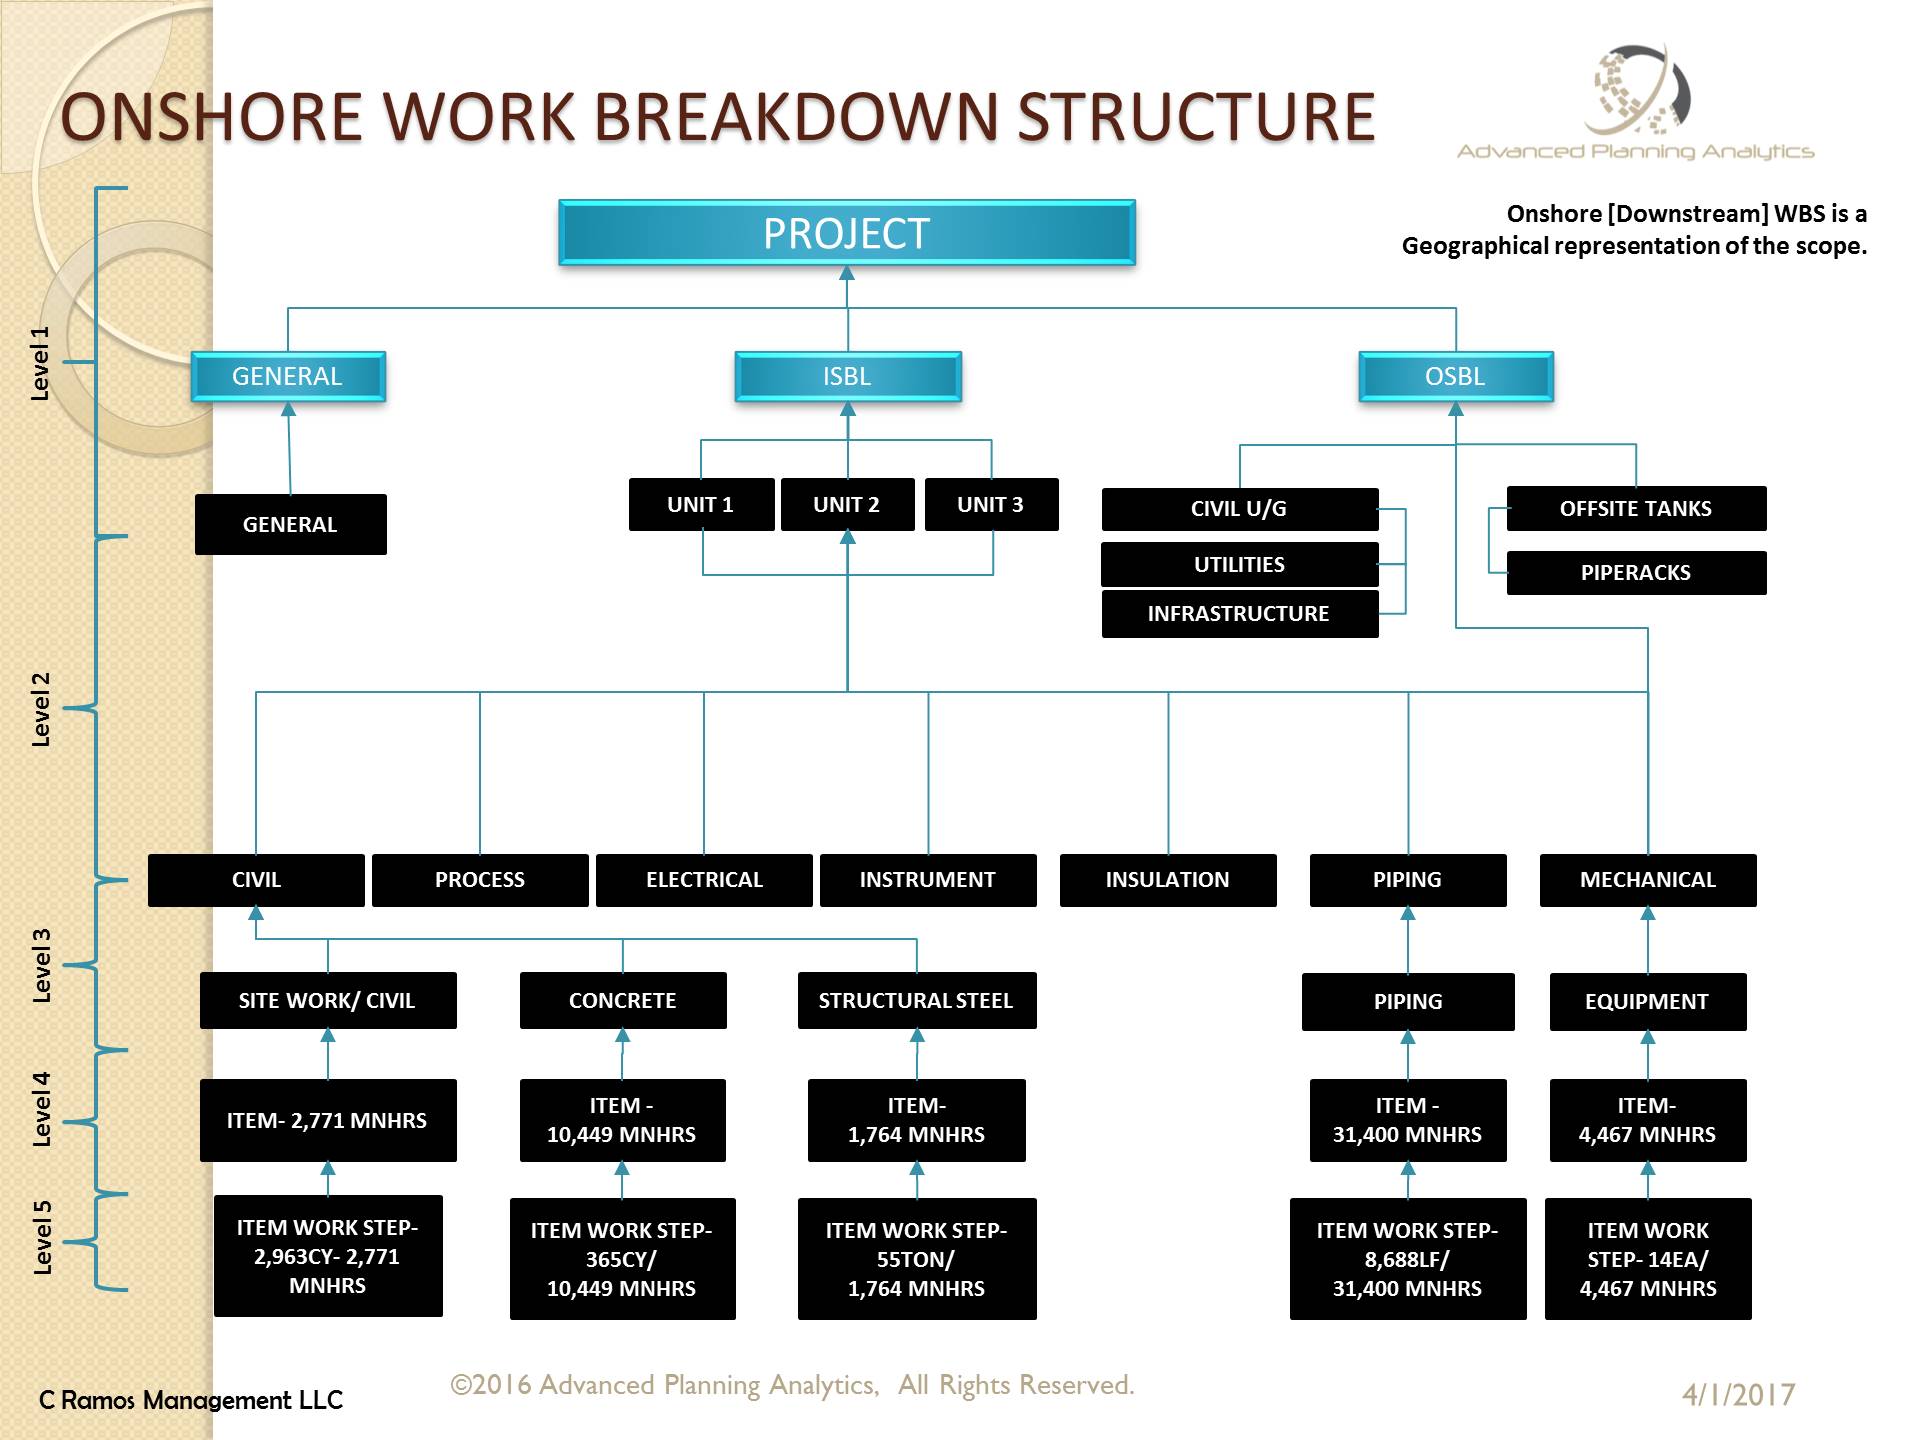 ONSHORE WORK BREAKDOWN STRUCTURE
Advanced Planning Analytics
Onshore [Downstream] WBS is a
Geographical representation of the scope.
PROJECT
Level 1
GENERAL
ISBL
OSBL
GENERAL
UNIT 1
UNIT 2
UNIT 3
CIVIL U/G
UTILITIES
INFRASTRUCTURE
OFFSITE TANKS
PIPERACKS
Level 2
CIVIL
PROCESS
ELECTRICAL
INSTRUMENT
INSULATION
PIPING
MECHANICAL
Level 3
SITE WORK/ CIVIL
CONCRETE
STRUCTURAL STEEL
PIPING
EQUIPMENT
Level 4
ITEM- 2,771 MNHRS
ITEM -
10,449 MNHRS
ITEM-
1,764 MNHRS
ITEM -
31,400 MNHRS
ITEM-
4,467 MNHRS
Level 5
ITEM WORK STEP-
2,963CY- 2,771
MNHRS
ITEM WORK STEP-
365CY/
10,449 MNHRS
ITEM WORK STEP-
55TON/
1,764 MNHRS
ITEM WORK STEP-
8,688LF/
31,400 MNHRS
ITEM WORK
STEP- 14EA/
4,467 MNHRS
C Ramos Management LLC
©2016 Advanced Planning Analytics, All Rights Reserved.
4/1/2017